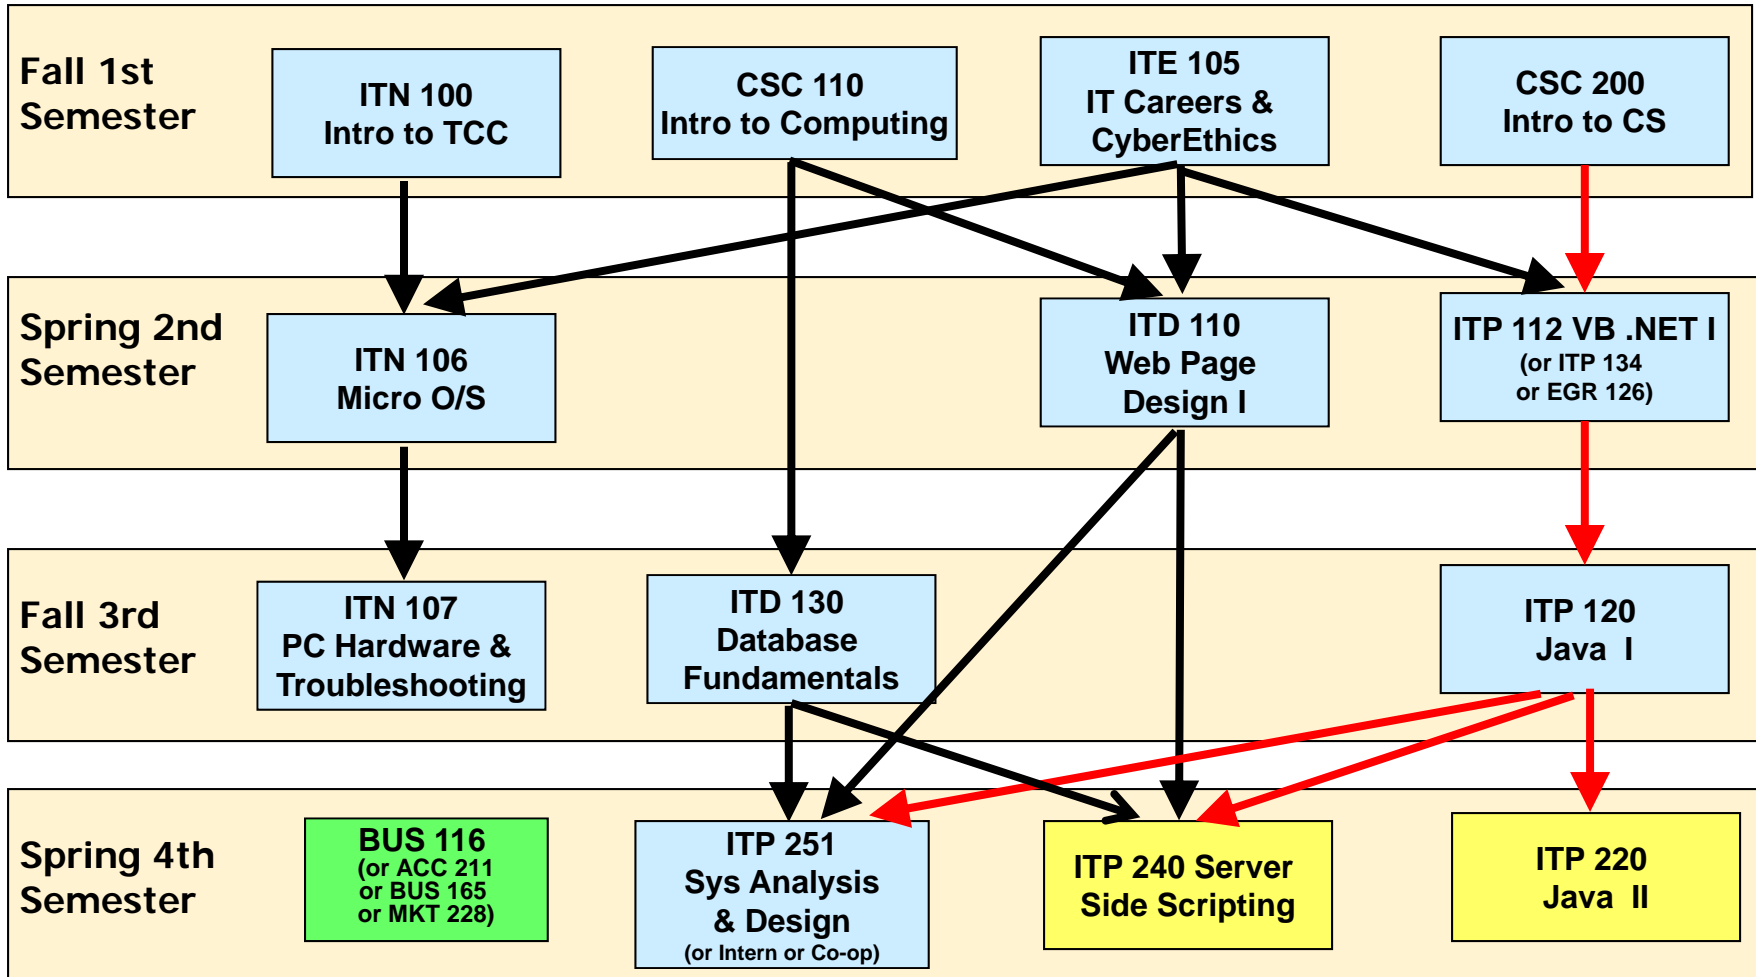 Fall 1st
Semester
ITN 100
Intro to TCC
CSC 110
Intro to Computing
ITE 105
IT Careers &
CyberEthics
CSC 200
Intro to CS
Spring 2nd
Semester
ITN 106
Micro O/S
ITD 110
Web Page
Design I
ITP 112 VB .NET I
(or ITP 134
or EGR 126)
Fall 3rd
Semester
ITN 107
PC Hardware &
Troubleshooting
ITD 130
Database
Fundamentals
ITP 120
Java I
Spring 4th
Semester
BUS 116
(or ACC 211
or BUS 165
or MKT 228)
ITP 251
Sys Analysis
& Design
(or Intern or Co-op)
ITP 240 Server
Side Scripting
ITP 220
Java II